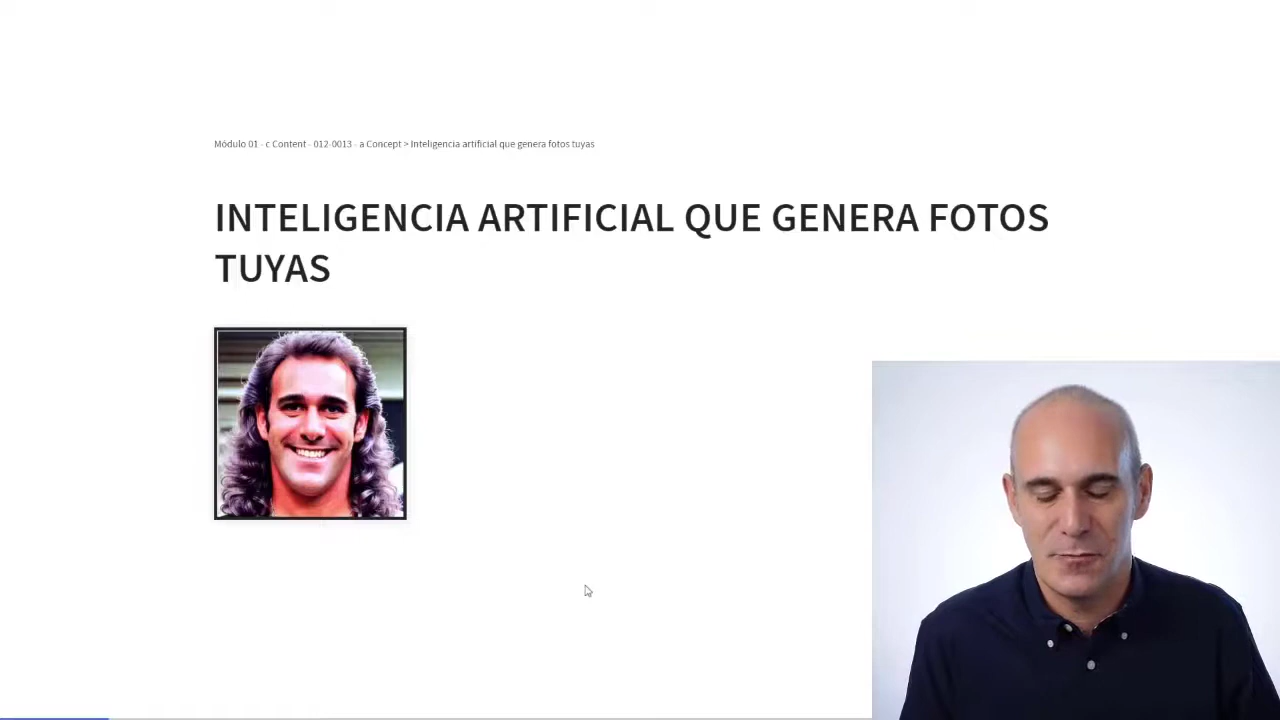 Módulo 01 - c Content - 012-0013 - a Concept > Inteligencia artificial que genera fotos tuyas
INTELIGENCIA ARTIFICIAL QUE GENERA FOTOS
TUYAS